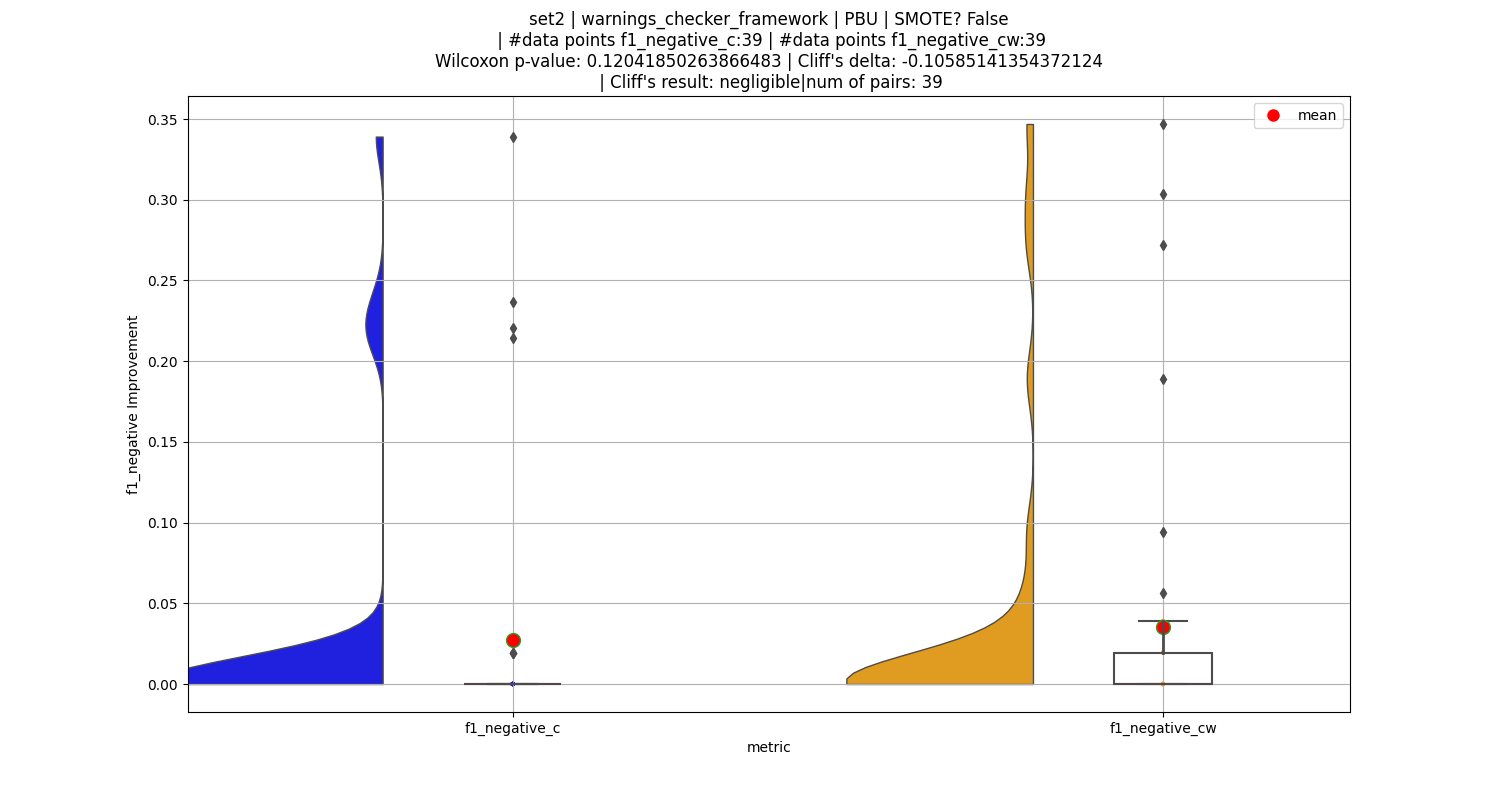 set2 | warnings_checker_framework | PBU | SMOTE? False
| #data points f1_negative_c:39 | #data points f1_negative_cw:39
Wilcoxon p-value: 0.12041850263866483 | Cliff's delta: -0.10585141354372124
| Cliff's result: negligible|num of pairs: 39
mean
f1_negative Improvement
0.35
0.30
0.25
0.20
0.15
0.10
0.05
0.00
f1_negative_c
f1_negative_cw
metric